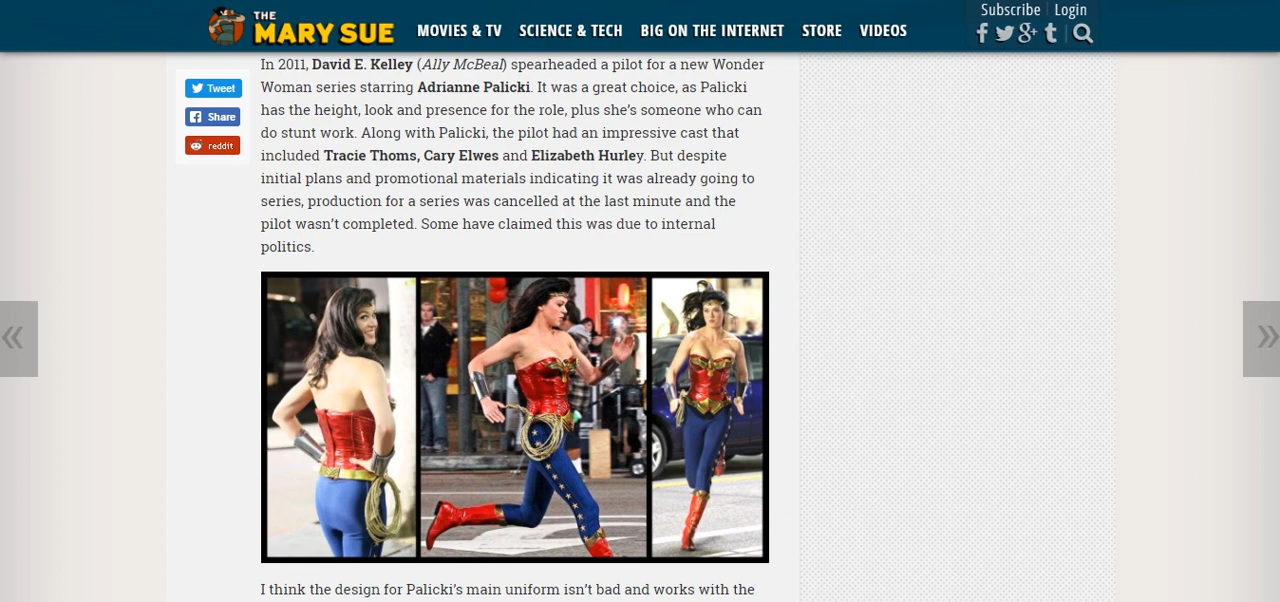 THE
MARY SUE
MOVIES & TV
SCIENCE & TECH
BIG ON THE INTERNET
STORE
VIDEOS
Subscribe | Login
Tweet
Share
reddit
In 2011, David E. Kelley (Ally McBeal) spearheaded a pilot for a new Wonder
Woman series starring Adrianne Palicki. It was a great choice, as Palicki
has the height, look and presence for the role, plus she’s someone who can
do stunt work. Along with Palicki, the pilot had an impressive cast that
included Tracie Thoms, Cary Elwes and Elizabeth Hurley. But despite
initial plans and promotional materials indicating it was already going to
series, production for a series was cancelled at the last minute and the
pilot wasn’t completed. Some have claimed this was due to internal
politics.
I think the design for Palicki’s main uniform isn’t bad and works with the